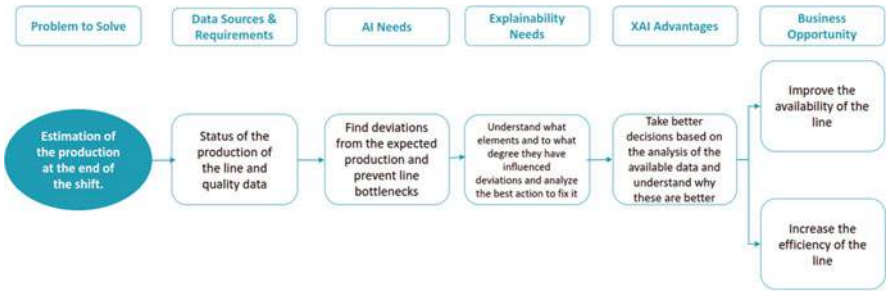 Problem to Solve
Data Sources &
Requirements
AI Needs
Explainability
Needs
XAI Advantages
Business
Opportunity
Estimation of
the production
at the end of
the shift.
Status of the
production of
the line and
quality data
Find deviations
from the expected
production and
prevent line
bottlenecks
Understand what
elements and to what
degree they have
influenced
deviations and analyze
the best action to fix it
Take better
decisions based on
the analysis of the
available data and
understand why
these are better
Improve the
availability of the
line
Increase the
efficiency of the
line